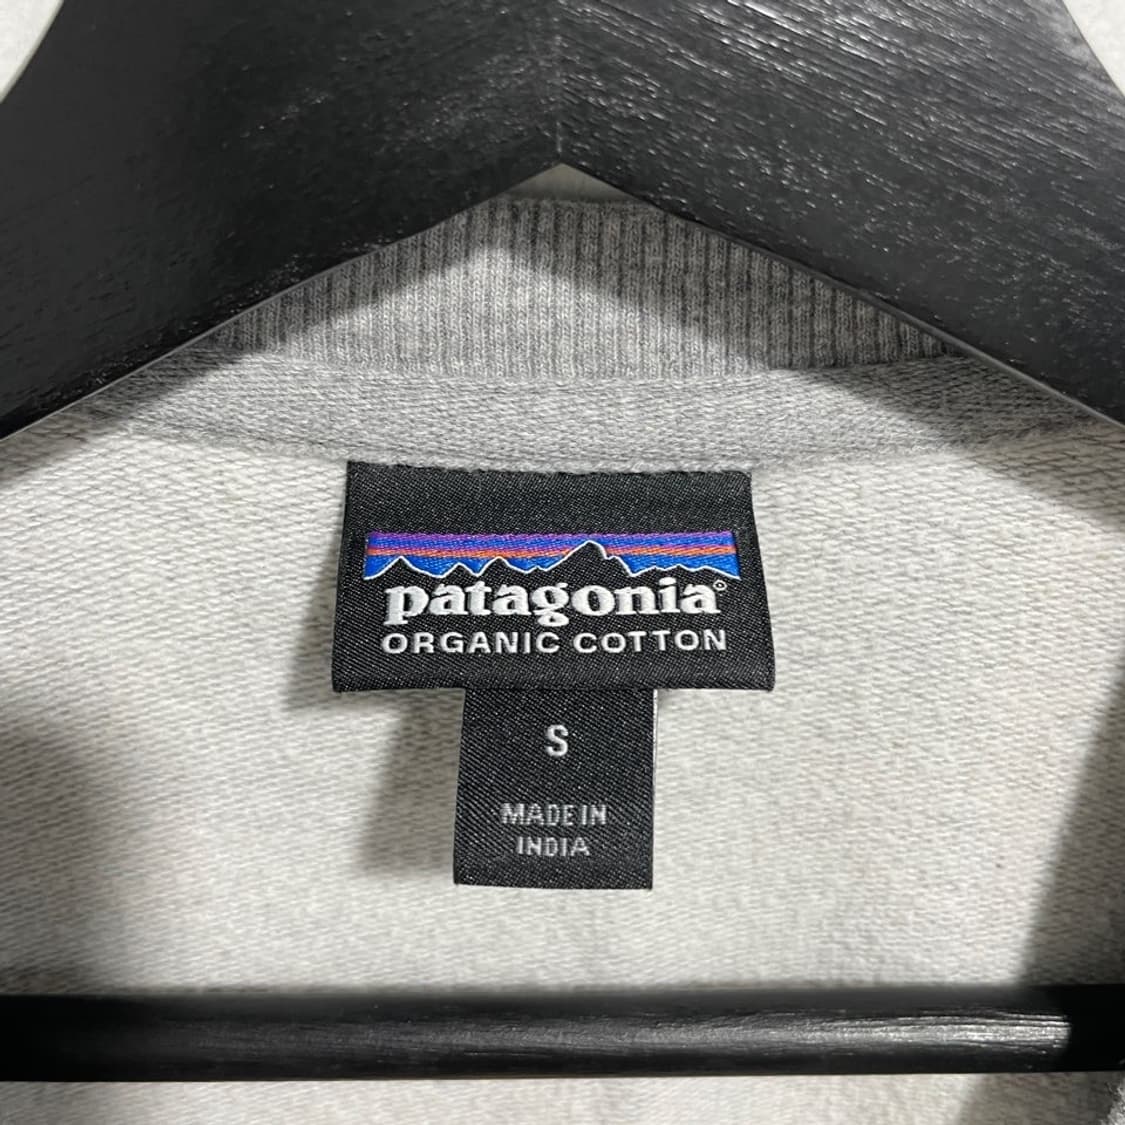 patagonia®
ORGANIC COTTON
S
MADE IN
INDIA